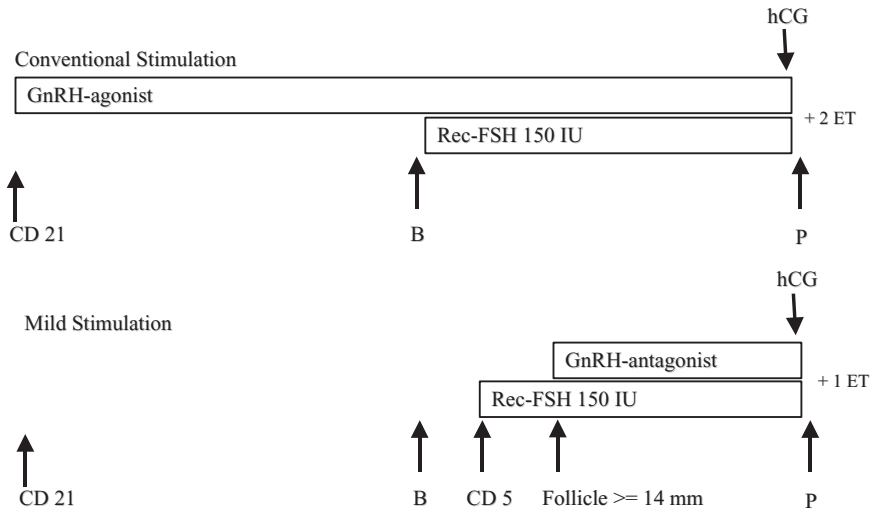 hCG
Conventional Stimulation
GnRH-agonist
+ 2 ET
Rec-FSH 150 IU
CD 21
B
P
hCG
Mild Stimulation
GnRH-antagonist
+ 1 ET
Rec-FSH 150 IU
CD 21
B
CD 5
Follicle >= 14 mm
P